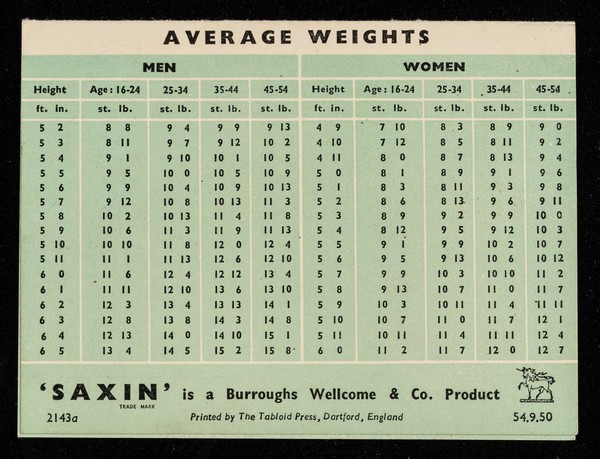 AVERAGE WEIGHTS
MEN WOMEN
Height Age: 16-24 25-34 35-44 45-54 Height Age: 16-24 25-34 35-44 45-54
ft. in. st. lb. st. lb. st. lb. st. lb. ft. in. st. lb. st. lb. st. lb. st. lb.
5 2 8 8 9 4 9 9 9 13 4 9 7 10 8 3 8 9 9 0
5 3 8 11 9 7 9 12 10 2 4 10 7 12 8 5 8 11 9 2
5 4 9 1 9 10 10 1 10 5 4 11 8 0 8 7 8 13 9 4
5 5 9 5 10 0 10 5 10 9 5 0 8 1 8 9 9 1 9 6
5 6 9 9 10 4 10 9 10 13 5 1 8 3 8 11 9 3 9 8
5 7 9 12 10 8 10 13 11 3 5 2 8 6 8 13 9 6 9 11
5 8 10 2 10 13 11 4 11 8 5 3 8 9 9 2 9 9 10 0
5 9 10 6 11 3 11 9 11 13 5 4 8 12 9 5 9 12 10 3
5 10 10 10 11 8 12 0 12 4 5 5 9 1 9 9 10 2 10 7
5 11 11 1 11 13 12 6 12 10 5 6 9 5 9 13 10 6 10 12
6 0 11 6 12 4 12 12 13 4 5 7 9 9 10 3 10 10 11 2
6 1 11 11 12 10 13 6 13 10 5 8 9 13 10 7 11 0 11 7
6 2 12 3 13 4 13 13 14 1 5 9 10 3 10 11 11 4 11 11
6 3 12 8 13 8 14 3 14 8 5 10 10 7 11 0 11 7 12 1
6 4 12 13 14 0 14 10 15 1 5 11 10 11 11 4 11 11 12 4
6 5 13 4 14 5 15 2 15 8 6 0 11 2 11 7 12 0 12 7
'SAXIN' is a Burroughs Wellcome & Co. Product
TRADE MARK
2143a Printed by The Tabloid Press, Dartford, England 54.9.50